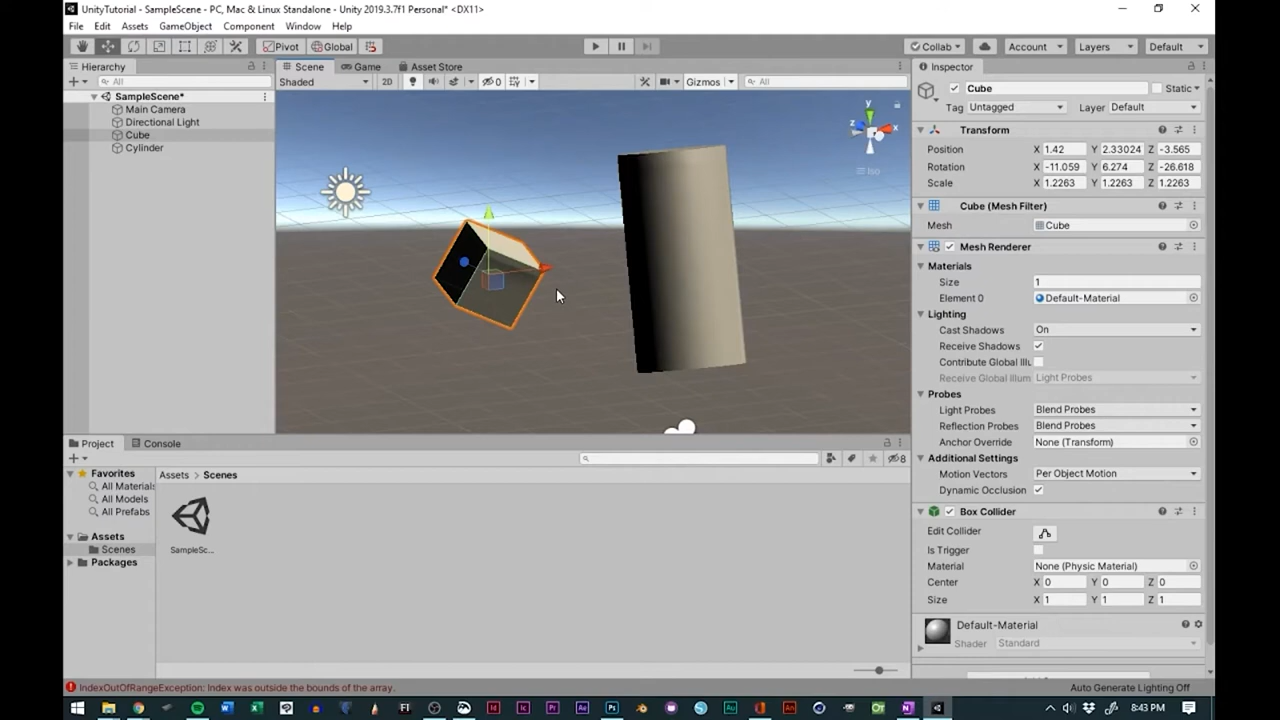 UnityTutorial - SampleScene - PC, Mac & Linux Standalone - Unity 2019.3.7f1 Personal* <DX11>
File Edit Assets GameObject Component Window Help
Pivot Global Collab Account Layers Default
Hierarchy Scene Game Asset Store Inspector
All Shaded 2D 0 Gizmos All
SampleScene*
Main Camera
Directional Light
Cube
Cylinder
y
z x
Iso
Cube Static
Tag Untagged Layer Default
Transform
Position X 1.42 Y 2.33024 Z -3.565
Rotation X -11.059 Y 6.274 Z -26.618
Scale X 1.2263 Y 1.2263 Z 1.2263
Cube (Mesh Filter)
Mesh Cube
Mesh Renderer
Materials
Size 1
Element 0 Default-Material
Lighting
Cast Shadows On
Receive Shadows
Contribute Global Illu
Receive Global Illum Light Probes
Probes
Light Probes Blend Probes
Reflection Probes Blend Probes
Anchor Override None (Transform)
Additional Settings
Motion Vectors Per Object Motion
Dynamic Occlusion
Box Collider
Edit Collider
Is Trigger
Material None (Physic Material)
Center X 0 Y 0 Z 0
Size X 1 Y 1 Z 1
Default-Material
Shader Standard
Project Console
8
Favorites
All Materials
All Models
All Prefabs
Assets
Scenes
Packages
Assets > Scenes
SampleSc...
IndexOutOfRangeException: Index was outside the bounds of the array.
Auto Generate Lighting Off
8:43 PM